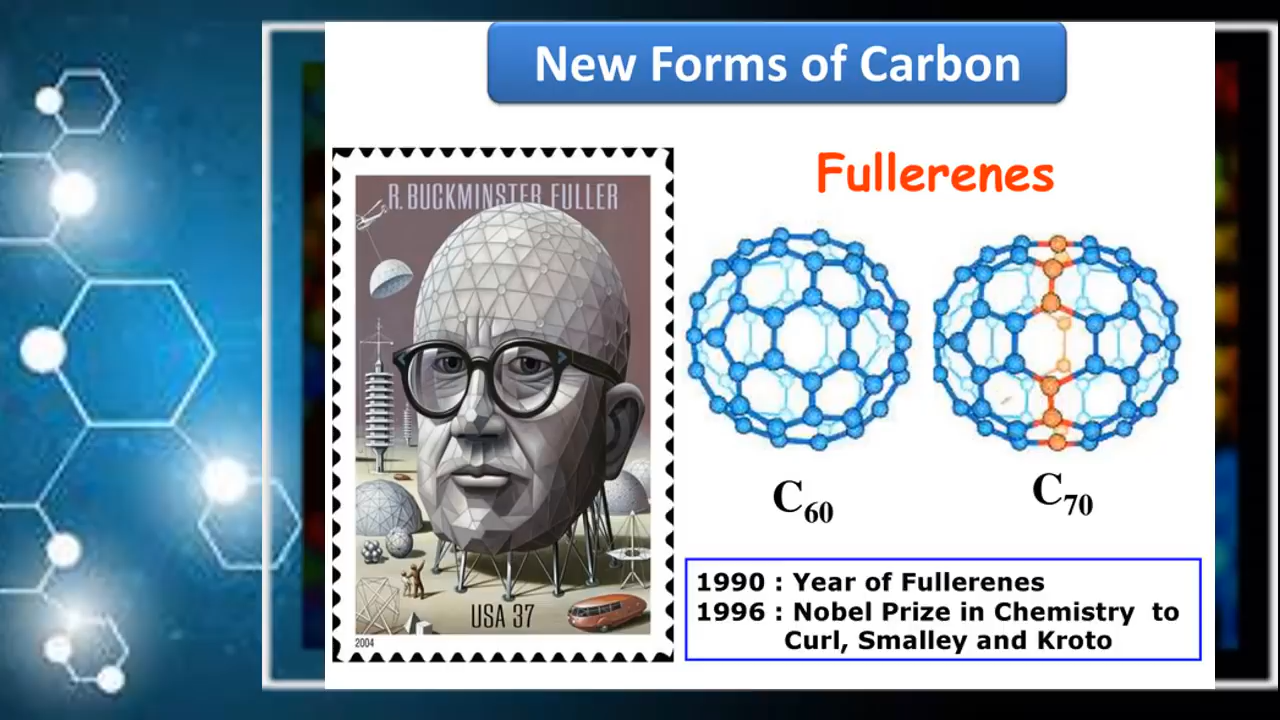 New Forms of Carbon
R. BUCKMINSTER FULLER
USA 37
2004
Fullerenes
C₆₀
C₇₀
1990 : Year of Fullerenes
1996 : Nobel Prize in Chemistry to
Curl, Smalley and Kroto